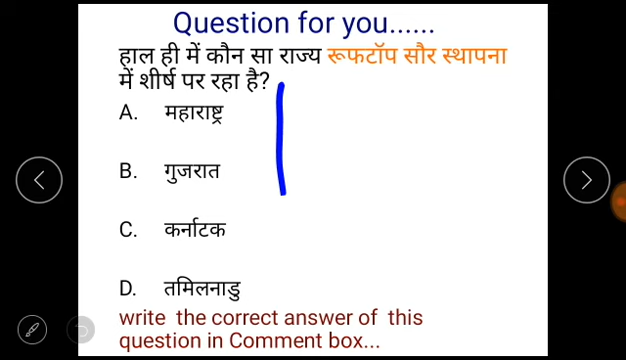 Question for you......
हाल ही में कौन सा राज्य रूफटॉप सौर स्थापना
में शीर्ष पर रहा है?
A. महाराष्ट्र
B. गुजरात
C. कर्नाटक
D. तमिलनाडु
write the correct answer of this
question in Comment box...